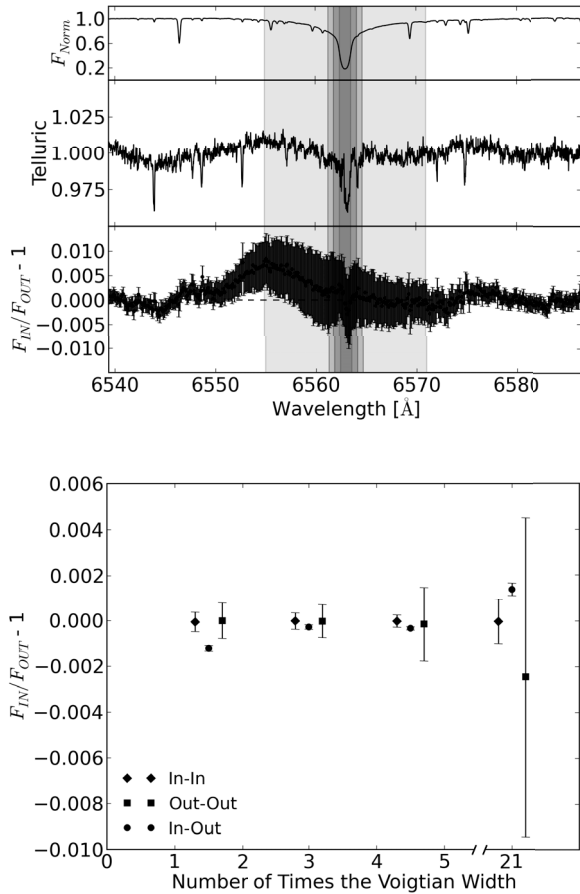 F_Norm
1.0
0.6
0.2
Telluric
1.025
1.000
0.975
F_IN/F_OUT - 1
0.010
0.005
0.000
−0.005
−0.010
6540 6550 6560 6570 6580
Wavelength [Å]
F_IN/F_OUT - 1
0.006
0.004
0.002
0.000
−0.002
−0.004
−0.006
−0.008
−0.010
In-In
Out-Out
In-Out
0 1 2 3 4 5 21
Number of Times the Voigtian Width